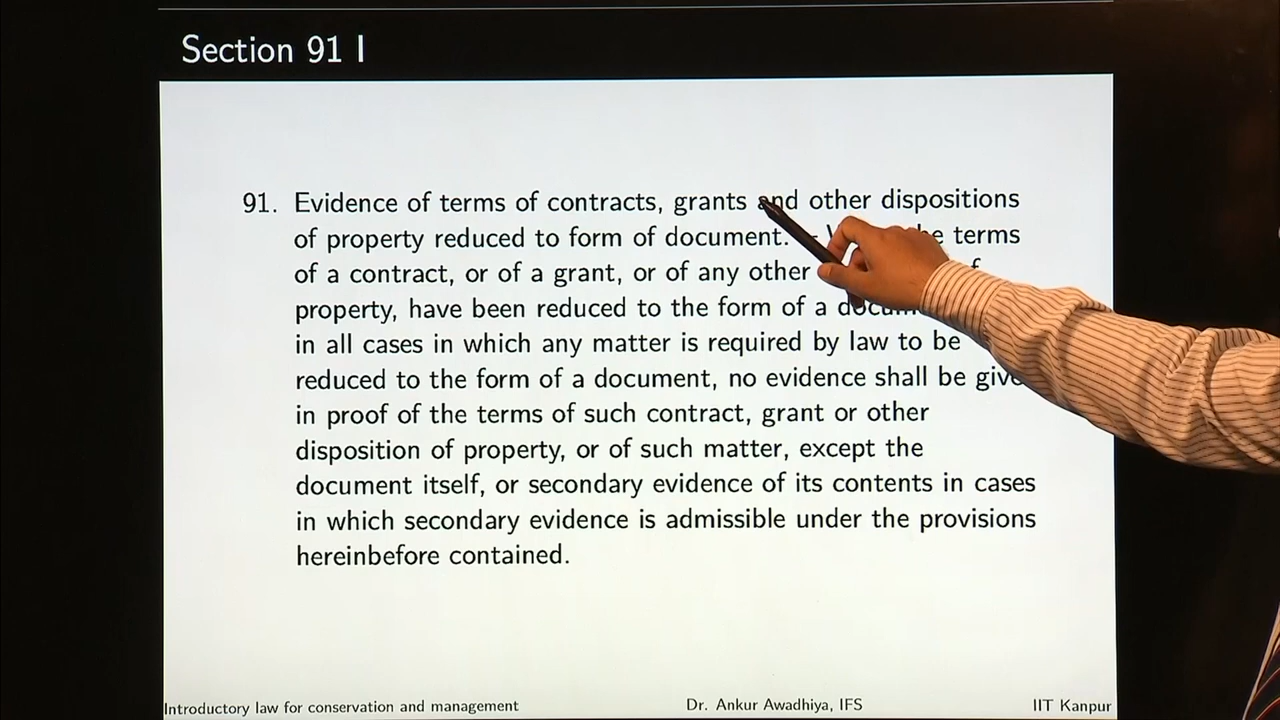 Section 91 I
91. Evidence of terms of contracts, grants and other dispositions
of property reduced to form of document. the terms
of a contract, or of a grant, or of any other
property, have been reduced to the form of a
in all cases in which any matter is required by law to be
reduced to the form of a document, no evidence shall be
in proof of the terms of such contract, grant or other
disposition of property, or of such matter, except the
document itself, or secondary evidence of its contents in cases
in which secondary evidence is admissible under the provisions
hereinbefore contained.
Introductory law for conservation and management Dr. Ankur Awadhiya, IFS IIT Kanpur